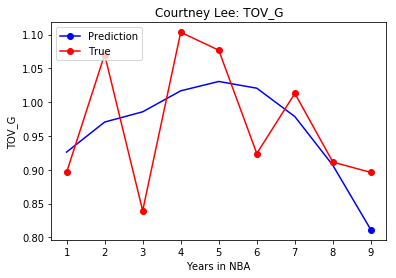 Courtney Lee: TOV_G
Prediction
True
1.10
1.05
1.00
0.95
0.90
0.85
0.80
TOV_G
1 2 3 4 5 6 7 8 9
Years in NBA